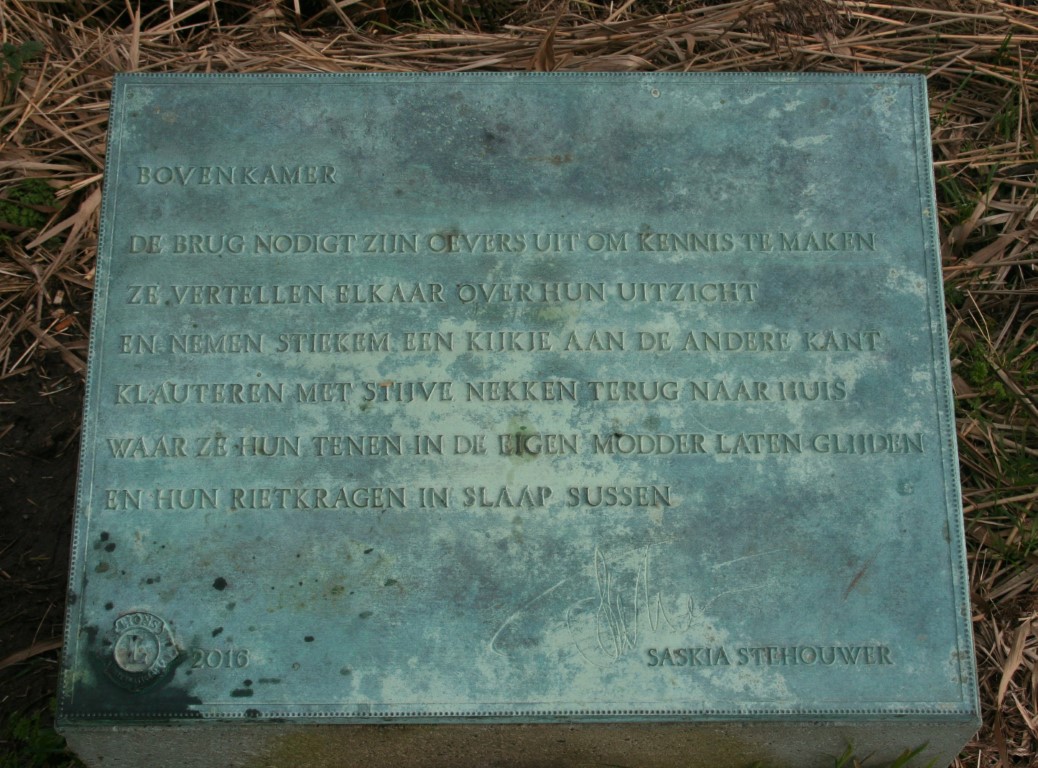 BOVENKAMER
DE BRUG NODIGT ZIJN OEVERS UIT OM KENNIS TE MAKEN
ZE VERTELLEN ELKAAR OVER HUN UITZICHT
EN NEMEN STIEKEM EEN KIJKJE AAN DE ANDERE KANT
KLAUTEREN MET STIJVE NEKKEN TERUG NAAR HUIS
WAAR ZE HUN TENEN IN DE EIGEN MODDER LATEN GLIJDEN
EN HUN RIETKRAGEN IN SLAAP SUSSEN
LIONS
L
2016
SASKIA STEHOUWER